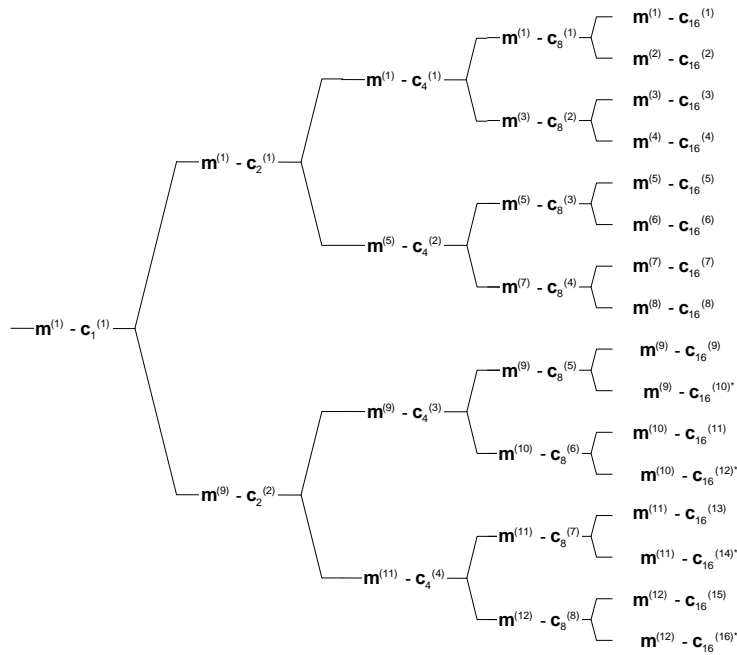 m(1) - c1(1)
m(1) - c2(1)
m(9) - c2(2)
m(1) - c4(1)
m(5) - c4(2)
m(9) - c4(3)
m(11) - c4(4)
m(1) - c8(1)
m(3) - c8(2)
m(5) - c8(3)
m(7) - c8(4)
m(9) - c8(5)
m(10) - c8(6)
m(11) - c8(7)
m(12) - c8(8)
m(1) - c16(1)
m(2) - c16(2)
m(3) - c16(3)
m(4) - c16(4)
m(5) - c16(5)
m(6) - c16(6)
m(7) - c16(7)
m(8) - c16(8)
m(9) - c16(9)
m(9) - c16(10)*
m(10) - c16(11)
m(10) - c16(12)*
m(11) - c16(13)
m(11) - c16(14)*
m(12) - c16(15)
m(12) - c16(16)*